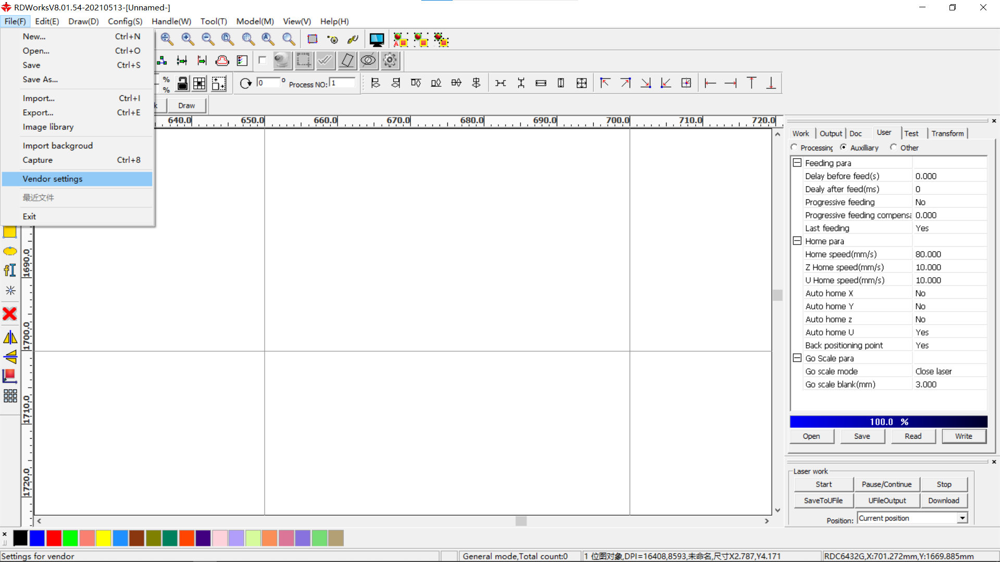 RDWorksV8.01.54-20210513-[Unnamed-]
File(F) Edit(E) Draw(D) Config(S) Handle(W) Tool(T) Model(M) View(V) Help(H)
New... Ctrl+N
Open... Ctrl+O
Save Ctrl+S
Save As...
Import... Ctrl+I
Export... Ctrl+E
Image library
Import backgroud
Capture Ctrl+8
Vendor settings
最近文件
Exit
%
%
0 ° Process NO: 1
k Draw
640.0 650.0 660.0 670.0 680.0 690.0 700.0 710.0 720.0
1690.0
1700.0
1710.0
1720.0
Work Output Doc User Test Transform
Processing Auxilliary Other
Feeding para
Delay before feed(s) 0.000
Dealy after feed(ms) 0
Progressive feeding No
Progressive feeding compensa 0.000
Last feeding Yes
Home para
Home speed(mm/s) 80.000
Z Home speed(mm/s) 10.000
U Home speed(mm/s) 10.000
Auto home X No
Auto home Y No
Auto home z No
Auto home U Yes
Back positioning point Yes
Go Scale para
Go scale mode Close laser
Go scale blank(mm) 3.000
100.0 %
Open Save Read Write
Laser work
Start Pause/Continue Stop
SaveToUFile UFileOutput Download
Position: Current position
Settings for vendor
General mode,Total count:0
1 位图对象,DPI=16408,8593,未命名,尺寸X2.787,Y4.171
RDC6432G,X:701.272mm,Y:1669.885mm